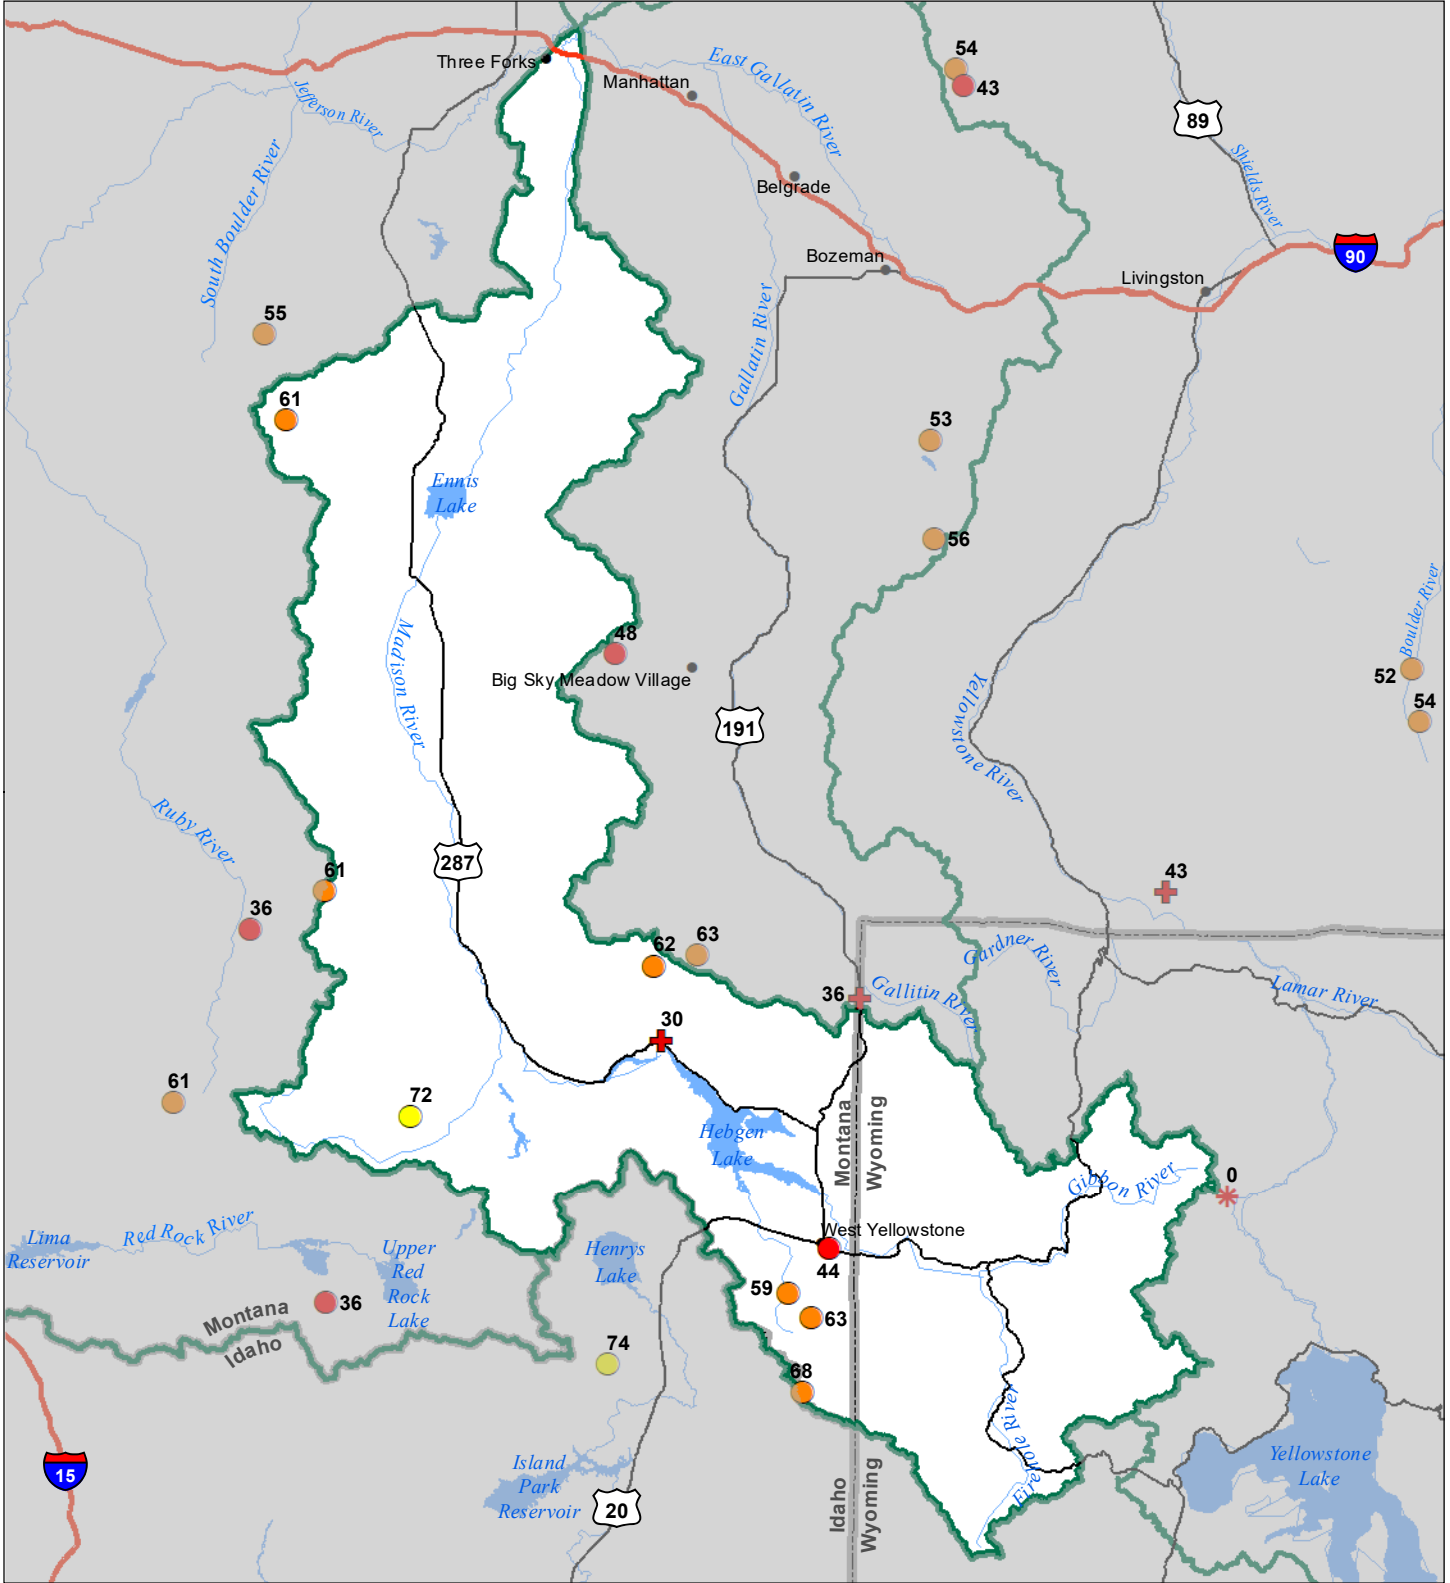 Three Forks
Manhattan
East Gallatin River
54
43
89
Jefferson River
South Boulder River
Belgrade
Shields River
Bozeman
Livingston
90
55
Gallatin River
61
53
Ennis
Lake
56
Boulder River
48
Big Sky Meadow Village
Madison River
52
54
191
Yellowstone River
Ruby River
287
61
43
36
62
63
Gardner River
36
Gallitin River
Lamar River
30
61
72
Hebgen
Lake
Montana
Wyoming
Gibbon River
0
Red Rock River
Lima
Reservoir
Upper
Red
Rock
Lake
Henrys
Lake
West Yellowstone
44
59
63
36
Montana
Idaho
74
68
Firehole River
15
Island
Park
Reservoir
20
Idaho
Wyoming
Yellowstone
Lake